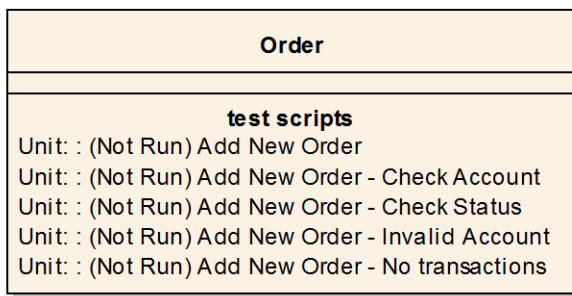 Order
test scripts
Unit: : (Not Run) Add New Order
Unit: : (Not Run) Add New Order - Check Account
Unit: : (Not Run) Add New Order - Check Status
Unit: : (Not Run) Add New Order - Invalid Account
Unit: : (Not Run) Add New Order - No transactions